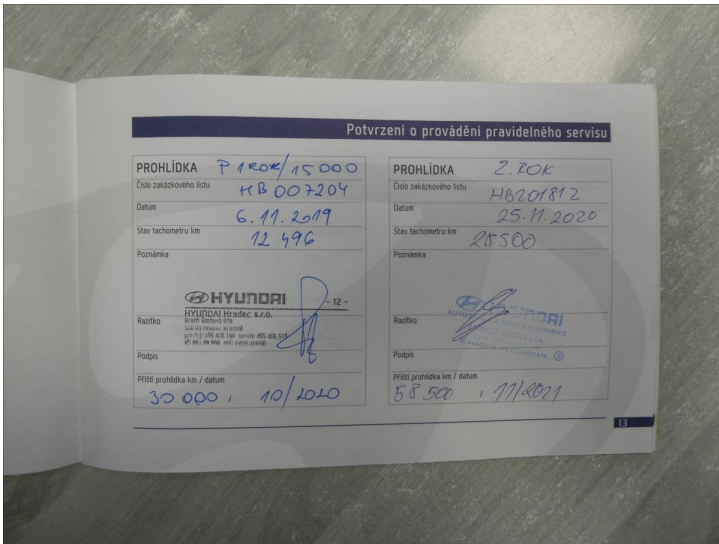 Potvrzeni o provádění pravidelného servisu
PROHLÍDKA P 1 ROK/15 000
Číslo zakázkového listu
HB 007204
Datum
6. 11. 2019
Stav tachometru km
12 496
Poznámka
HYUNDAI
- 12 -
HYUNDAI Hradec s.r.o.
Razítko
Podpis
Příští prohlídka km / datum
30 000 , 10/2020
PROHLÍDKA 2. ROK
Číslo zakázkového listu
HB201812
Datum
25.11.2020
Stav tachometru km
28500
Poznámka
HYUNDAI
Razítko
Podpis
Příští prohlídka km / datum
58 500 , 11/2021
13